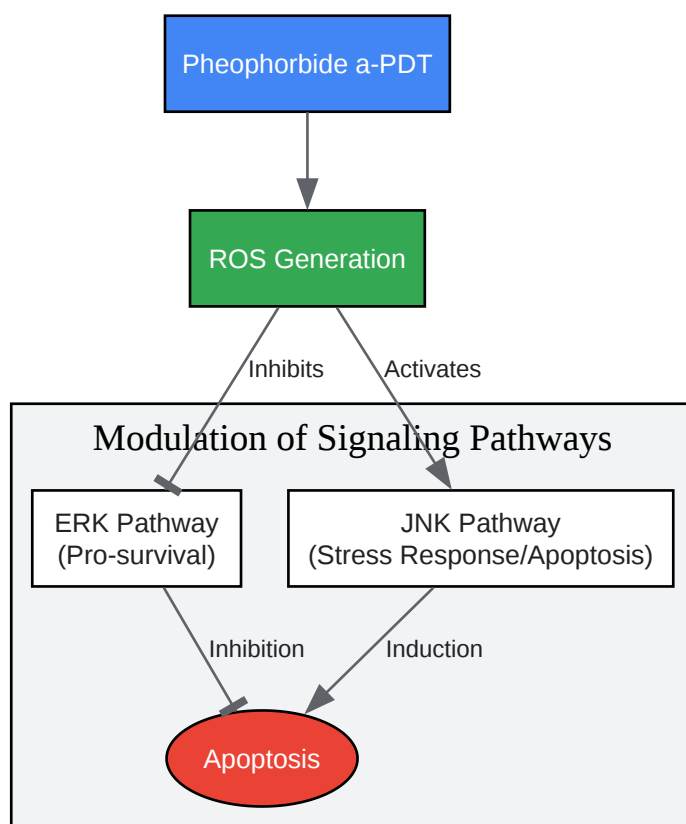 Pheophorbide a-PDT
ROS Generation
Inhibits
Activates
Modulation of Signaling Pathways
ERK Pathway
(Pro-survival)
JNK Pathway
(Stress Response/Apoptosis)
Inhibition
Induction
Apoptosis